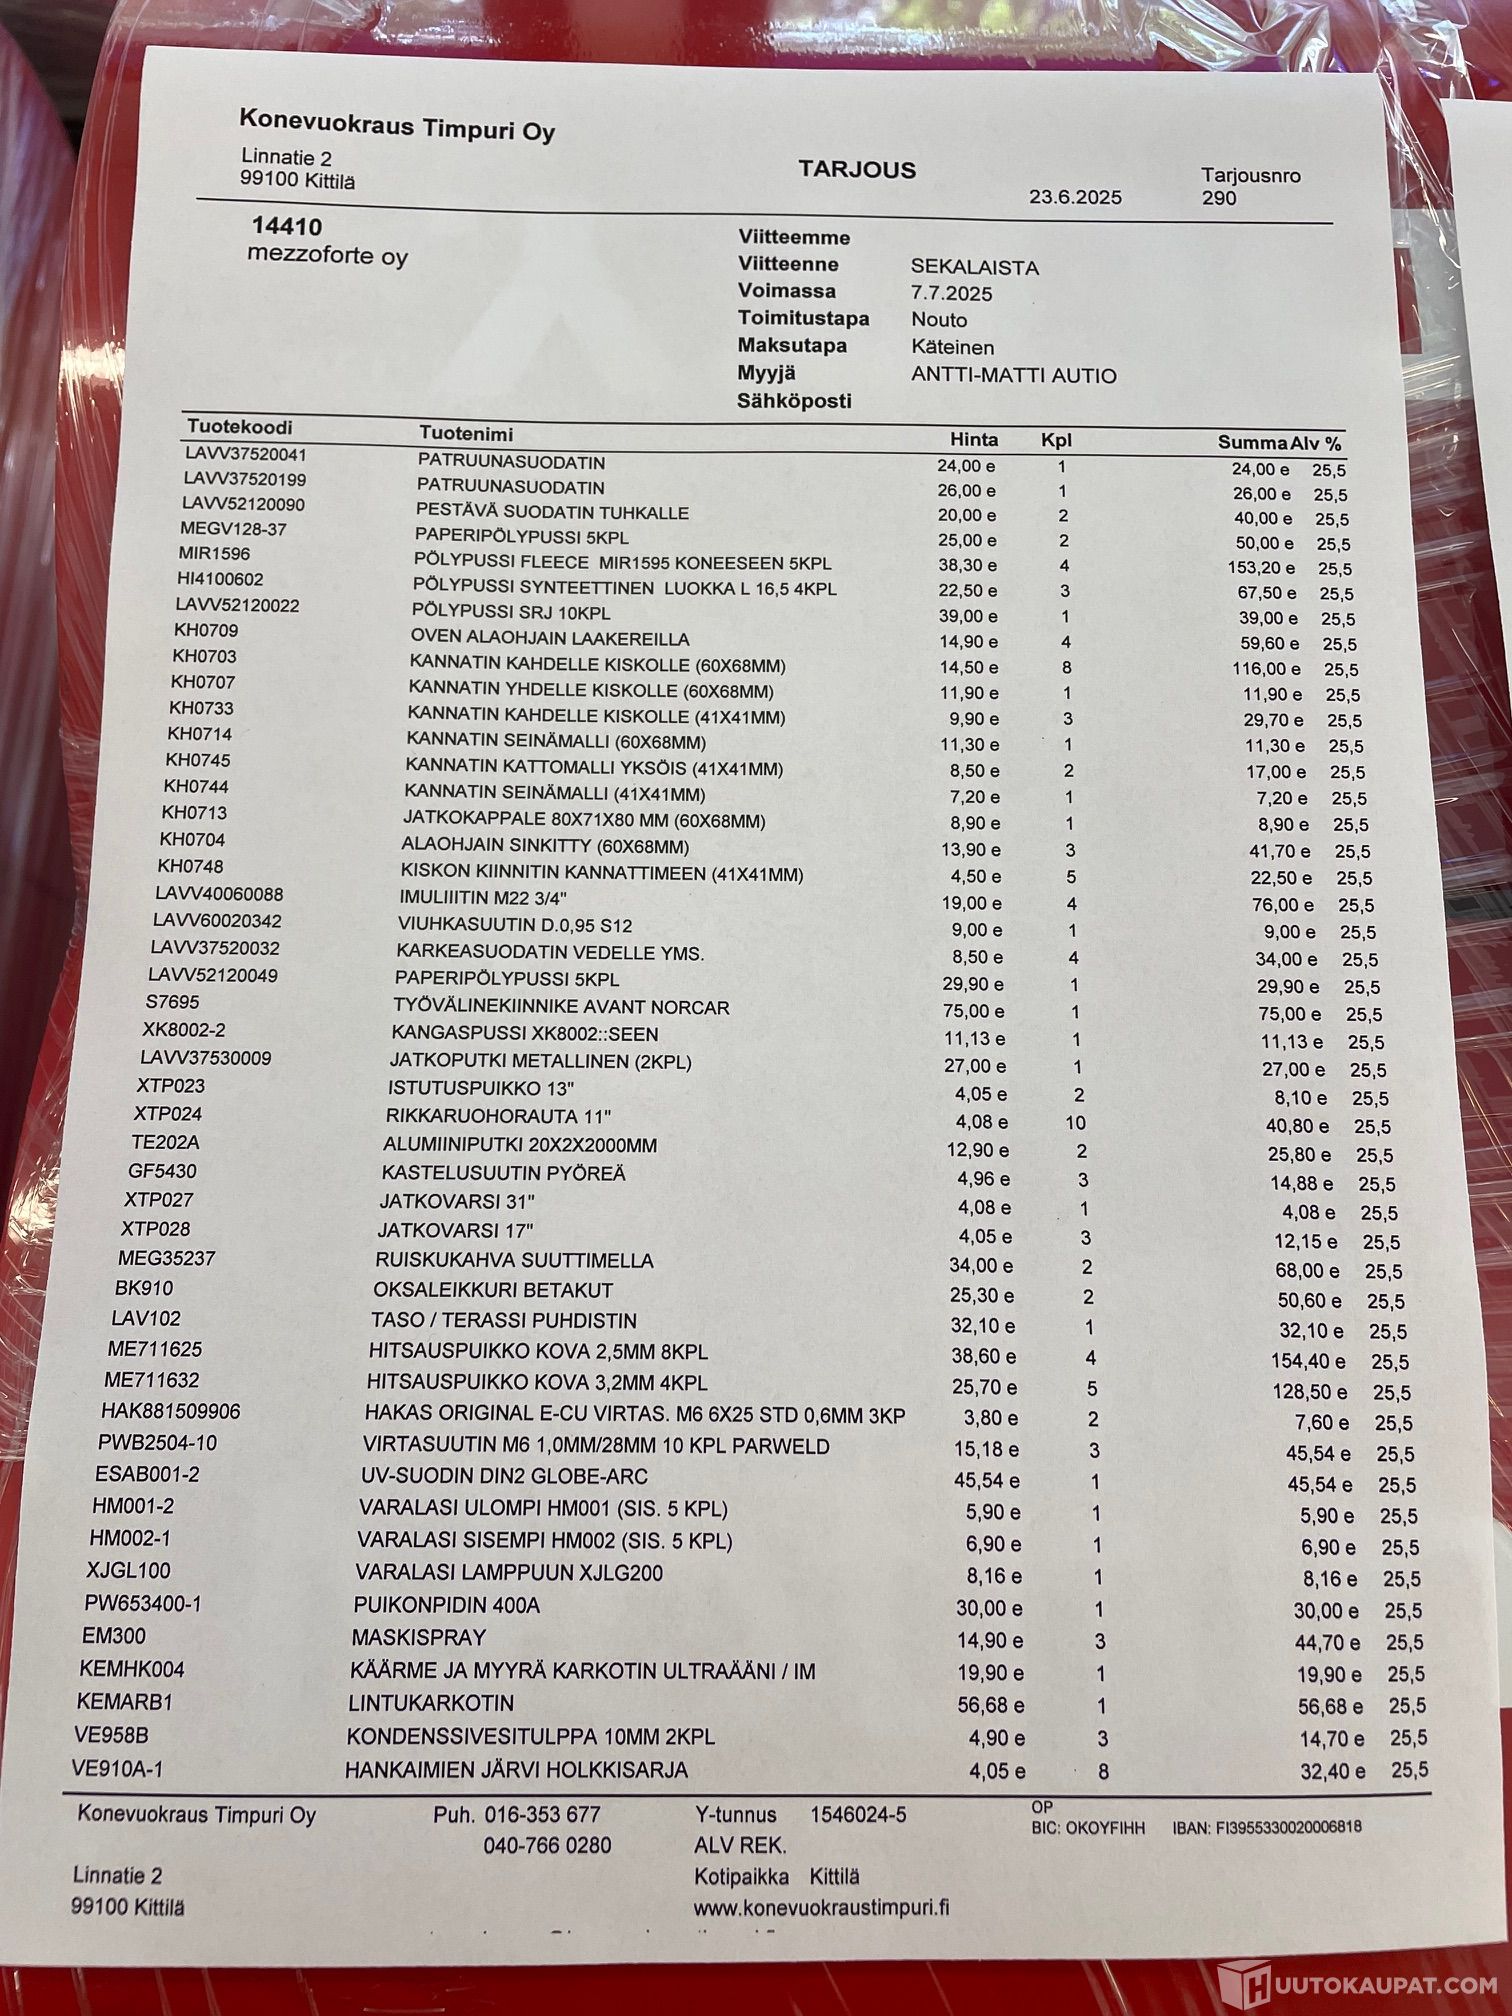 Konevuokraus Timpuri Oy
Linnatie 2
99100 Kittilä
TARJOUS
23.6.2025
Tarjousnro
290
14410
mezzoforte oy
Viitteemme
Viitteenne SEKALAISTA
Voimassa 7.7.2025
Toimitustapa Nouto
Maksutapa Käteinen
Myyjä ANTTI-MATTI AUTIO
Sähköposti
Tuotekoodi Tuotenimi Hinta Kpl Summa Alv %
LAVV37520041 PATRUUNASUODATIN 24,00 e 1 24,00 e 25,5
LAVV37520199 PATRUUNASUODATIN 26,00 e 1 26,00 e 25,5
LAVV52120090 PESTÄVÄ SUODATIN TUHKALLE 20,00 e 2 40,00 e 25,5
MEGV128-37 PAPERIPÖLYPUSSI 5KPL 25,00 e 2 50,00 e 25,5
MIR1596 PÖLYPUSSI FLEECE MIR1595 KONEESEEN 5KPL 38,30 e 4 153,20 e 25,5
HI4100602 PÖLYPUSSI SYNTEETTINEN LUOKKA L 16,5 4KPL 22,50 e 3 67,50 e 25,5
LAVV52120022 PÖLYPUSSI SRJ 10KPL 39,00 e 1 39,00 e 25,5
KH0709 OVEN ALAOHJAIN LAAKEREILLA 14,90 e 4 59,60 e 25,5
KH0703 KANNATIN KAHDELLE KISKOLLE (60X68MM) 14,50 e 8 116,00 e 25,5
KH0707 KANNATIN YHDELLE KISKOLLE (60X68MM) 11,90 e 1 11,90 e 25,5
KH0733 KANNATIN KAHDELLE KISKOLLE (41X41MM) 9,90 e 3 29,70 e 25,5
KH0714 KANNATIN SEINÄMALLI (60X68MM) 11,30 e 1 11,30 e 25,5
KH0745 KANNATIN KATTOMALLI YKSÖIS (41X41MM) 8,50 e 2 17,00 e 25,5
KH0744 KANNATIN SEINÄMALLI (41X41MM) 7,20 e 1 7,20 e 25,5
KH0713 JATKOKAPPALE 80X71X80 MM (60X68MM) 8,90 e 1 8,90 e 25,5
KH0704 ALAOHJAIN SINKITTY (60X68MM) 13,90 e 3 41,70 e 25,5
KH0748 KISKON KIINNITIN KANNATTIMEEN (41X41MM) 4,50 e 5 22,50 e 25,5
LAVV40060088 IMULIITIN M22 3/4" 19,00 e 4 76,00 e 25,5
LAVV60020342 VIUHKASUUTIN D.0,95 S12 9,00 e 1 9,00 e 25,5
LAVV37520032 KARKEASUODATIN VEDELLE YMS. 8,50 e 4 34,00 e 25,5
LAVV52120049 PAPERIPÖLYPUSSI 5KPL 29,90 e 1 29,90 e 25,5
S7695 TYÖVÄLINEKIINNIKE AVANT NORCAR 75,00 e 1 75,00 e 25,5
XK8002-2 KANGASPUSSI XK8002::SEEN 11,13 e 1 11,13 e 25,5
LAVV37530009 JATKOPUTKI METALLINEN (2KPL) 27,00 e 1 27,00 e 25,5
XTP023 ISTUTUSPUIKKO 13" 4,05 e 2 8,10 e 25,5
XTP024 RIKKARUOHORAUTA 11" 4,08 e 10 40,80 e 25,5
TE202A ALUMIINIPUTKI 20X2X2000MM 12,90 e 2 25,80 e 25,5
GF5430 KASTELUSUUTIN PYÖREÄ 4,96 e 3 14,88 e 25,5
XTP027 JATKOVARSI 31" 4,08 e 1 4,08 e 25,5
XTP028 JATKOVARSI 17" 4,05 e 3 12,15 e 25,5
MEG35237 RUISKUKAHVA SUUTTIMELLA 34,00 e 2 68,00 e 25,5
BK910 OKSALEIKKURI BETAKUT 25,30 e 2 50,60 e 25,5
LAV102 TASO / TERASSI PUHDISTIN 32,10 e 1 32,10 e 25,5
ME711625 HITSAUSPUIKKO KOVA 2,5MM 8KPL 38,60 e 4 154,40 e 25,5
ME711632 HITSAUSPUIKKO KOVA 3,2MM 4KPL 25,70 e 5 128,50 e 25,5
HAK881509906 HAKAS ORIGINAL E-CU VIRTAS. M6 6X25 STD 0,6MM 3KP 3,80 e 2 7,60 e 25,5
PWB2504-10 VIRTASUUTIN M6 1,0MM/28MM 10 KPL PARWELD 15,18 e 3 45,54 e 25,5
ESAB001-2 UV-SUODIN DIN2 GLOBE-ARC 45,54 e 1 45,54 e 25,5
HM001-2 VARALASI ULOMPI HM001 (SIS. 5 KPL) 5,90 e 1 5,90 e 25,5
HM002-1 VARALASI SISEMPI HM002 (SIS. 5 KPL) 6,90 e 1 6,90 e 25,5
XJGL100 VARALASI LAMPPUUN XJLG200 8,16 e 1 8,16 e 25,5
PW653400-1 PUIKONPIDIN 400A 30,00 e 1 30,00 e 25,5
EM300 MASKISPRAY 14,90 e 3 44,70 e 25,5
KEMHK004 KÄÄRME JA MYYRÄ KARKOTIN ULTRAÄÄNI / IM 19,90 e 1 19,90 e 25,5
KEMARB1 LINTUKARKOTIN 56,68 e 1 56,68 e 25,5
VE958B KONDENSSIVESITULPPA 10MM 2KPL 4,90 e 3 14,70 e 25,5
VE910A-1 HANKAIMIEN JÄRVI HOLKKISARJA 4,05 e 8 32,40 e 25,5
Konevuokraus Timpuri Oy Puh. 016-353 677 Y-tunnus 1546024-5 OP
040-766 0280 ALV REK. BIC: OKOYFIHH IBAN: FI3955330020006818
Linnatie 2 Kotipaikka Kittilä
99100 Kittilä www.konevuokraustimpuri.fi
HUUTOKAUPAT.COM